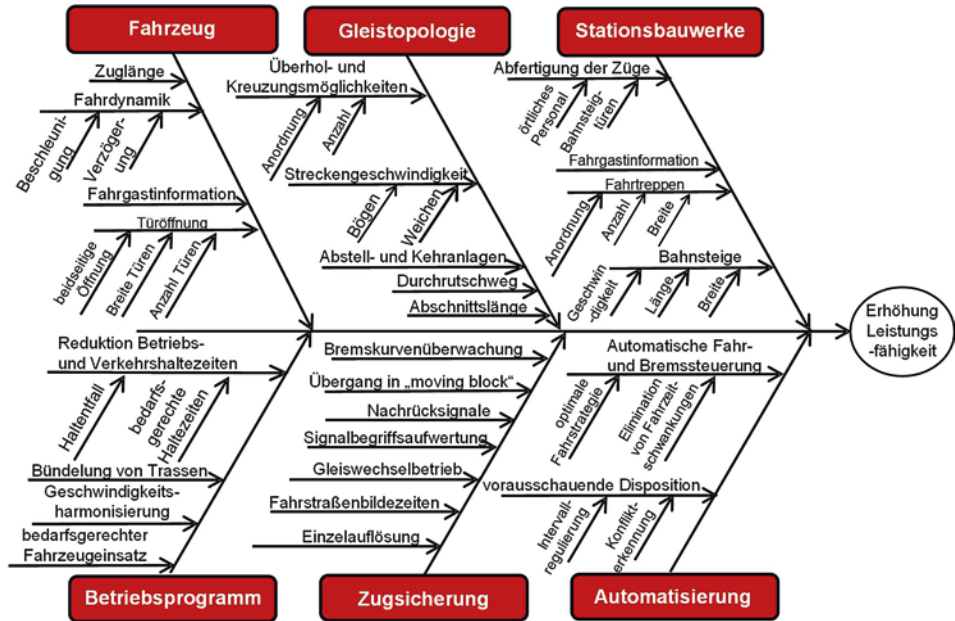 Fahrzeug
Gleistopologie
Stationsbauwerke
Zuglänge
Fahrdynamik
Beschleuni-
gung
Verzöger-
ung
Fahrgastinformation
Türöffnung
beidseitige
Öffnung
Breite Türen
Anzahl Türen
Überhol- und
Kreuzungsmöglichkeiten
Anordnung
Anzahl
Streckengeschwindigkeit
Bögen
Weichen
Abstell- und Kehranlagen
Durchrutschweg
Abschnittslänge
Abfertigung der Züge
örtliches
Personal
Bahnsteig-
türen
Fahrgastinformation
Fahrtreppen
Anordnung
Anzahl
Breite
Bahnsteige
Geschwin
-digkeit
Länge
Breite
Erhöhung
Leistungs
-fähigkeit
Reduktion Betriebs-
und Verkehrshaltezeiten
Haltentfall
bedarfs-
gerechte
Haltezeiten
Bündelung von Trassen
Geschwindigkeits-
harmonisierung
bedarfsgerechter
Fahrzeugeinsatz
Bremskurvenüberwachung
Übergang in „moving block“
Nachrücksignale
Signalbegriffsaufwertung
Gleiswechselbetrieb
Fahrstraßenbildezeiten
Einzelauflösung
Automatische Fahr-
und Bremssteuerung
optimale
Fahrstrategie
Elimination
von Fahrzeit-
schwankungen
vorausschauende Disposition
Intervall-
regulierung
Konflikt-
erkennung
Betriebsprogramm
Zugsicherung
Automatisierung